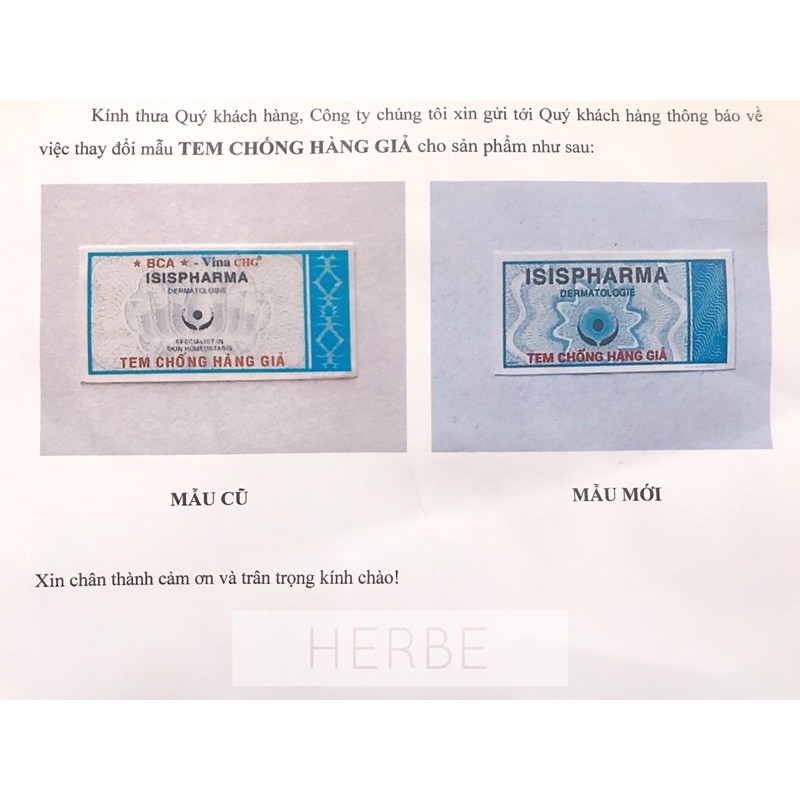 Kính thưa Quý khách hàng, Công ty chúng tôi xin gửi tới Quý khách hàng thông báo về
việc thay đổi mẫu TEM CHỐNG HÀNG GIẢ cho sản phẩm như sau:
★ BCA ★ - Vina CHG®
ISISPHARMA
DERMATOLOGIE
SPECIALIST IN
SKIN HOMEOSTASIS
TEM CHỐNG HÀNG GIẢ
ISISPHARMA
DERMATOLOGIE
TEM CHỐNG HÀNG GIẢ
MẪU CŨ
MẪU MỚI
Xin chân thành cảm ơn và trân trọng kính chào!
HERBE